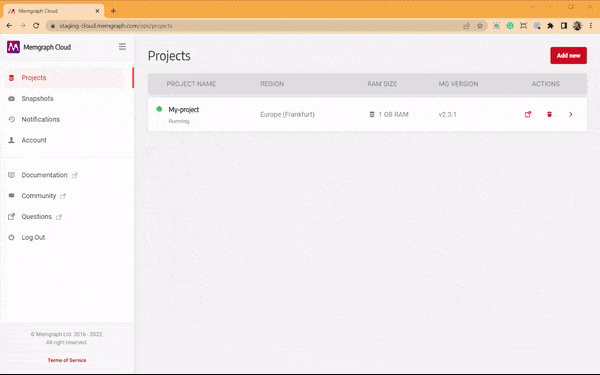 Memgraph Cloud
staging-cloud.memgraph.com/ops/projects
Memgraph Cloud
Projects
Snapshots
Notifications
Account
Documentation
Community
Questions
Log Out
© Memgraph Ltd. 2016 - 2022.
All right reserved.
Terms of Service
Projects
Add new
PROJECT NAME REGION RAM SIZE MG VERSION ACTIONS
My-project
Running
Europe (Frankfurt) 1 GB RAM v2.3.1